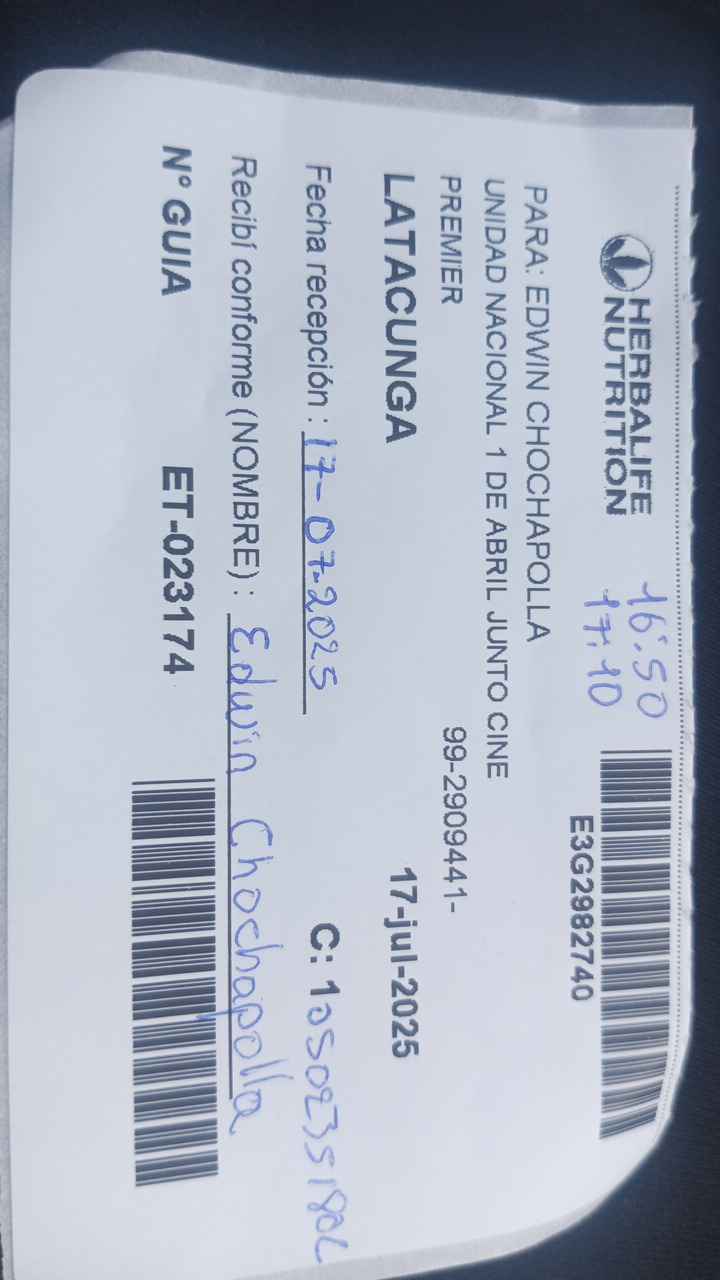 HERBALIFE
NUTRITION
16:50
17:10
E3G2982740
PARA: EDWIN CHOCHAPOLLA
UNIDAD NACIONAL 1 DE ABRIL JUNTO CINE
PREMIER 99-2909441-
LATACUNGA 17-jul-2025
Fecha recepción : 17-07-2025 C: 1
Recibí conforme (NOMBRE) : Edwin Chochapolla
N° GUIA ET-023174